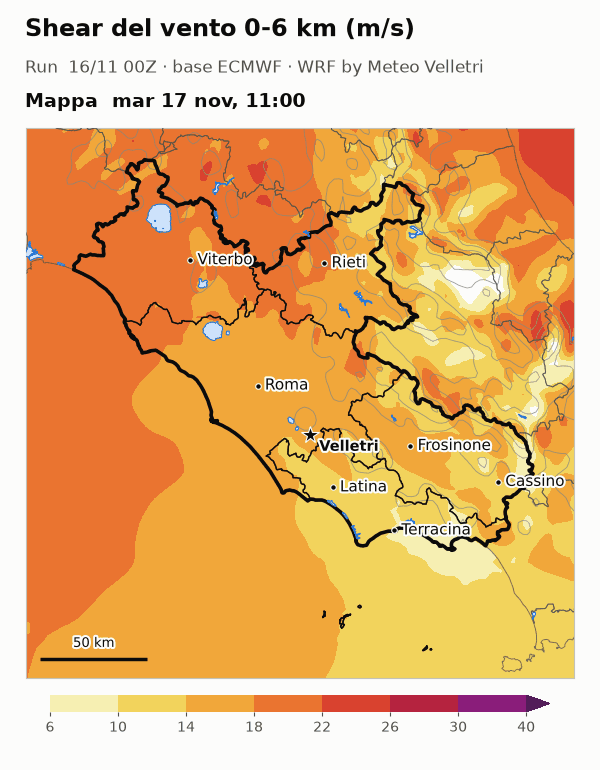 Shear del vento 0-6 km (m/s)
Run  16/11 00Z · base ECMWF · WRF by Meteo Velletri
Mappa  mar 17 nov, 11:00
Viterbo
Rieti
Roma
Velletri
Frosinone
Latina
Cassino
Terracina
50 km
6 10 14 18 22 26 30 40